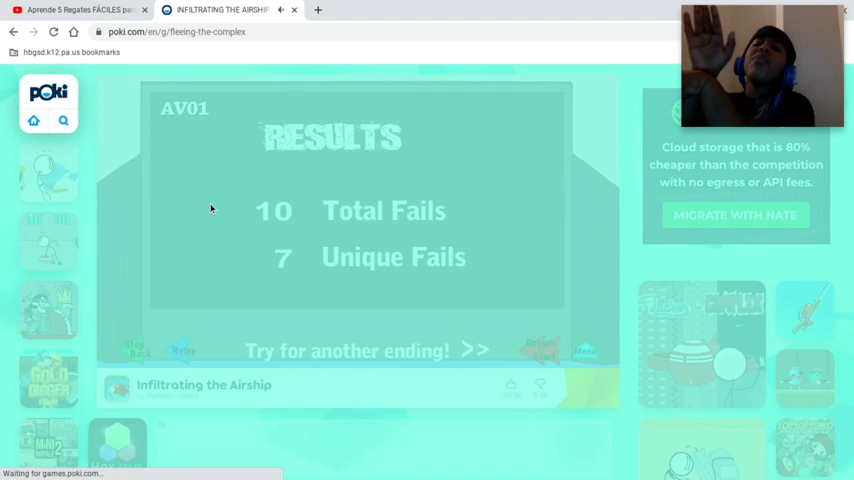 Aprende 5 Regates FÁCILES para
INFILTRATING THE AIRSHIP
poki.com/en/g/fleeing-the-complex
hbgsd.k12.pa.us bookmarks
poki
AV01
RESULTS
10 Total Fails
7 Unique Fails
Step Back
Retry
Try for another ending! >>
Menu
Infiltrating the Airship
Cloud storage that is 80%
cheaper than the competition
with no egress or API fees.
MIGRATE WITH NATE
GOLD DIGGER
MINI ROYALE 2
Waiting for games.poki.com...